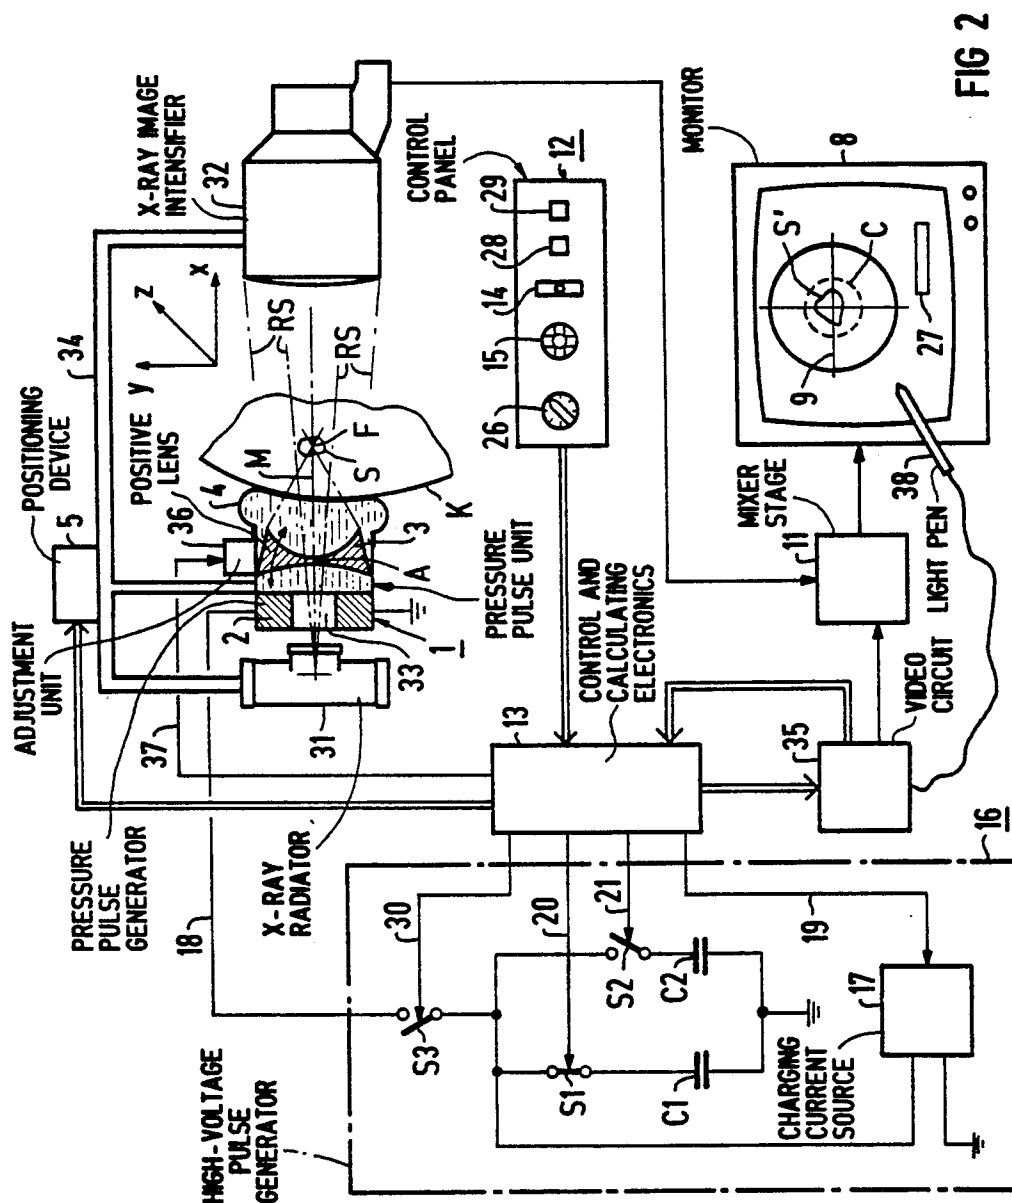 FIG 2
POSITIONING
DEVICE
5
34
X-RAY IMAGE
INTENSIFIER
32
ADJUSTMENT
UNIT
36
POSITIVE
LENS
4
M
RS
RS
y
z
x
F
S
K
3
A
PRESSURE
PULSE UNIT
1
2
33
31
37
18
PRESSURE
PULSE
GENERATOR
X-RAY
RADIATOR
CONTROL
PANEL
12
29
28
14
15
26
CONTROL AND
CALCULATING
ELECTRONICS
13
MONITOR
8
S'
C
9
27
38
LIGHT PEN
MIXER
STAGE
11
VIDEO
CIRCUIT
35
16
HIGH-VOLTAGE
PULSE
GENERATOR
30
20
21
19
S3
S1
S2
C1
C2
CHARGING
CURRENT
SOURCE
17